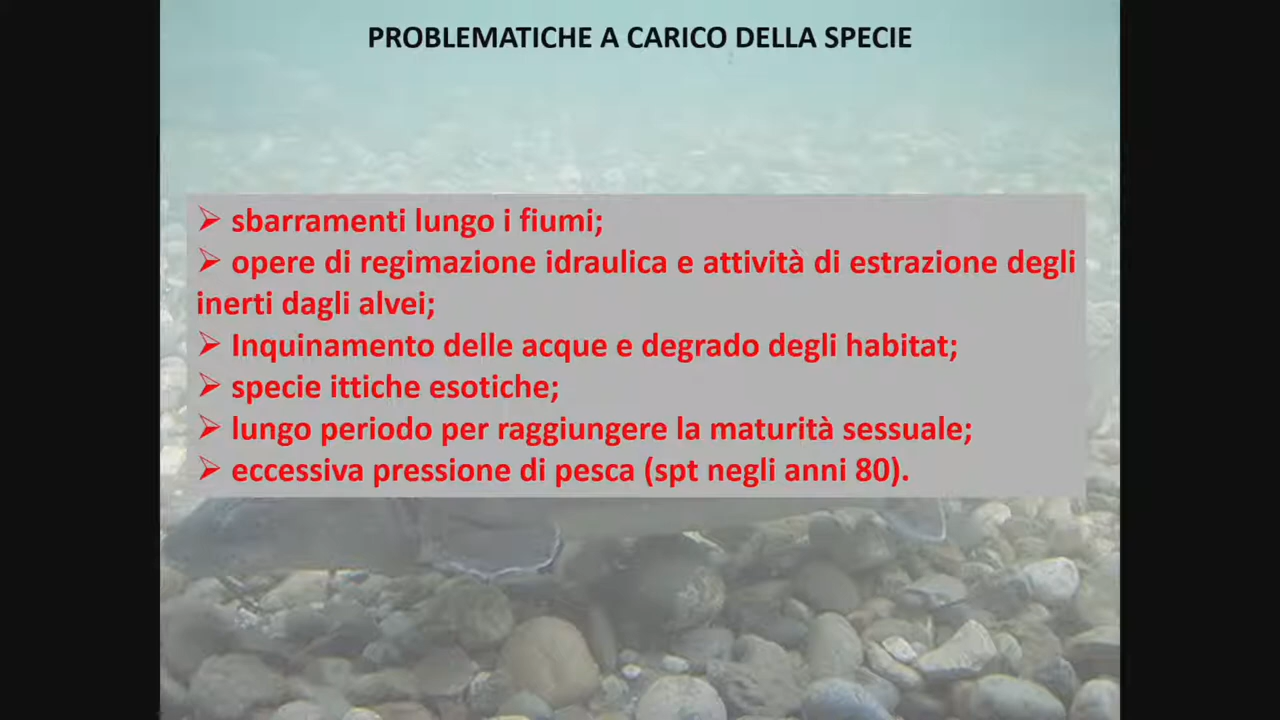 PROBLEMATICHE A CARICO DELLA SPECIE
➢ sbarramenti lungo i fiumi;
➢ opere di regimazione idraulica e attività di estrazione degli
inerti dagli alvei;
➢ Inquinamento delle acque e degrado degli habitat;
➢ specie ittiche esotiche;
➢ lungo periodo per raggiungere la maturità sessuale;
➢ eccessiva pressione di pesca (spt negli anni 80).